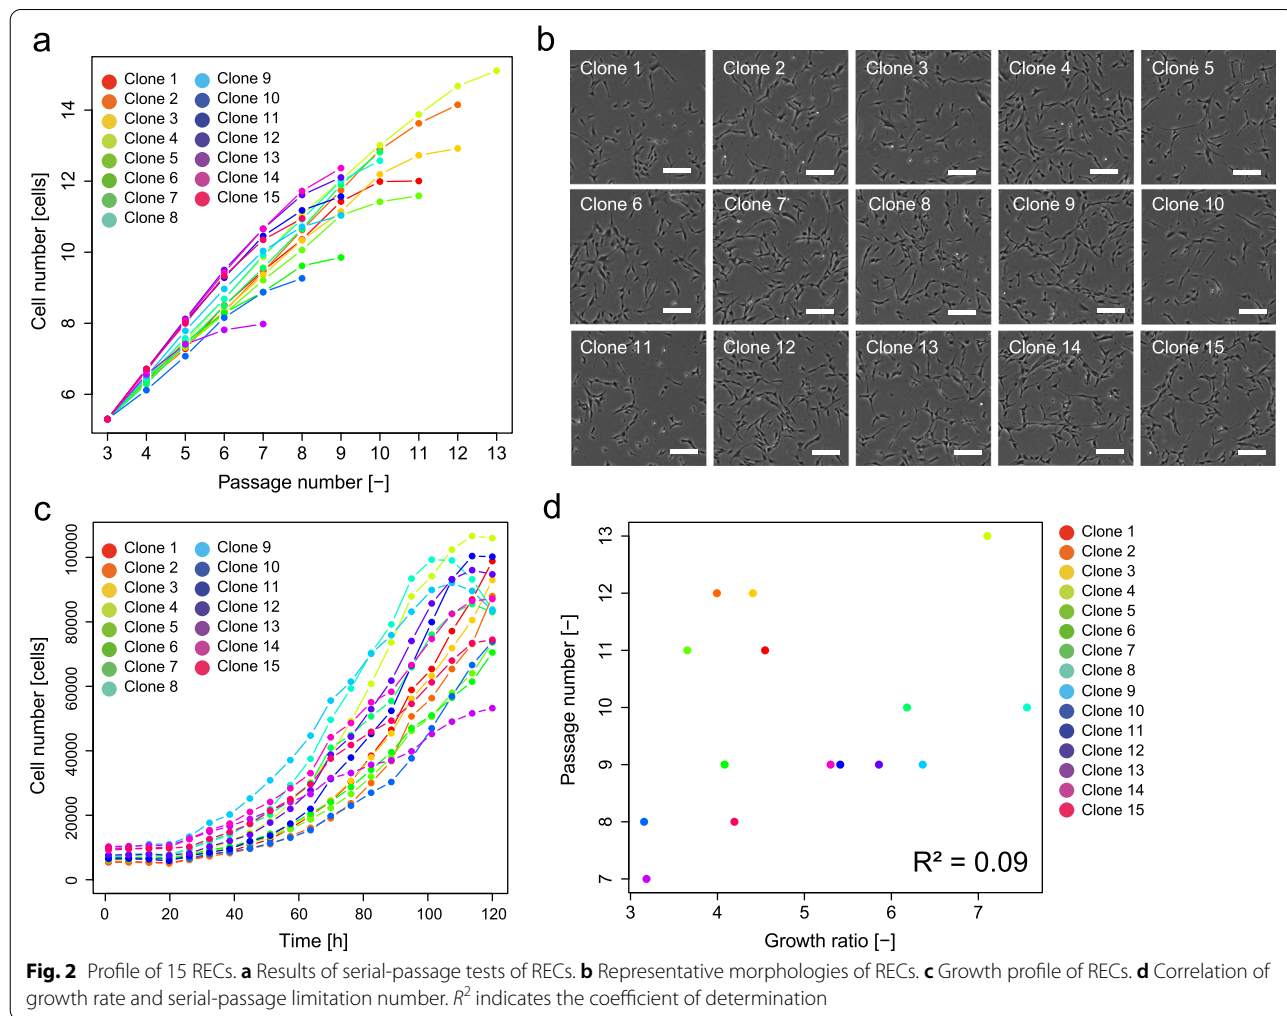 a
Cell number [cells]
14
12
10
8
6
Clone 1
Clone 2
Clone 3
Clone 4
Clone 5
Clone 6
Clone 7
Clone 8
Clone 9
Clone 10
Clone 11
Clone 12
Clone 13
Clone 14
Clone 15
3 4 5 6 7 8 9 10 11 12 13
Passage number [−]
b
Clone 1 Clone 2 Clone 3 Clone 4 Clone 5
Clone 6 Clone 7 Clone 8 Clone 9 Clone 10
Clone 11 Clone 12 Clone 13 Clone 14 Clone 15
c
Cell number [cells]
100000
80000
60000
40000
20000
0
Clone 1
Clone 2
Clone 3
Clone 4
Clone 5
Clone 6
Clone 7
Clone 8
Clone 9
Clone 10
Clone 11
Clone 12
Clone 13
Clone 14
Clone 15
0 20 40 60 80 100 120
Time [h]
d
Passage number [−]
13
12
11
10
9
8
7
R² = 0.09
3 4 5 6 7
Growth ratio [−]
Clone 1
Clone 2
Clone 3
Clone 4
Clone 5
Clone 6
Clone 7
Clone 8
Clone 9
Clone 10
Clone 11
Clone 12
Clone 13
Clone 14
Clone 15
Fig. 2 Profile of 15 RECs. a Results of serial-passage tests of RECs. b Representative morphologies of RECs. c Growth profile of RECs. d Correlation of
growth rate and serial-passage limitation number. R² indicates the coefficient of determination